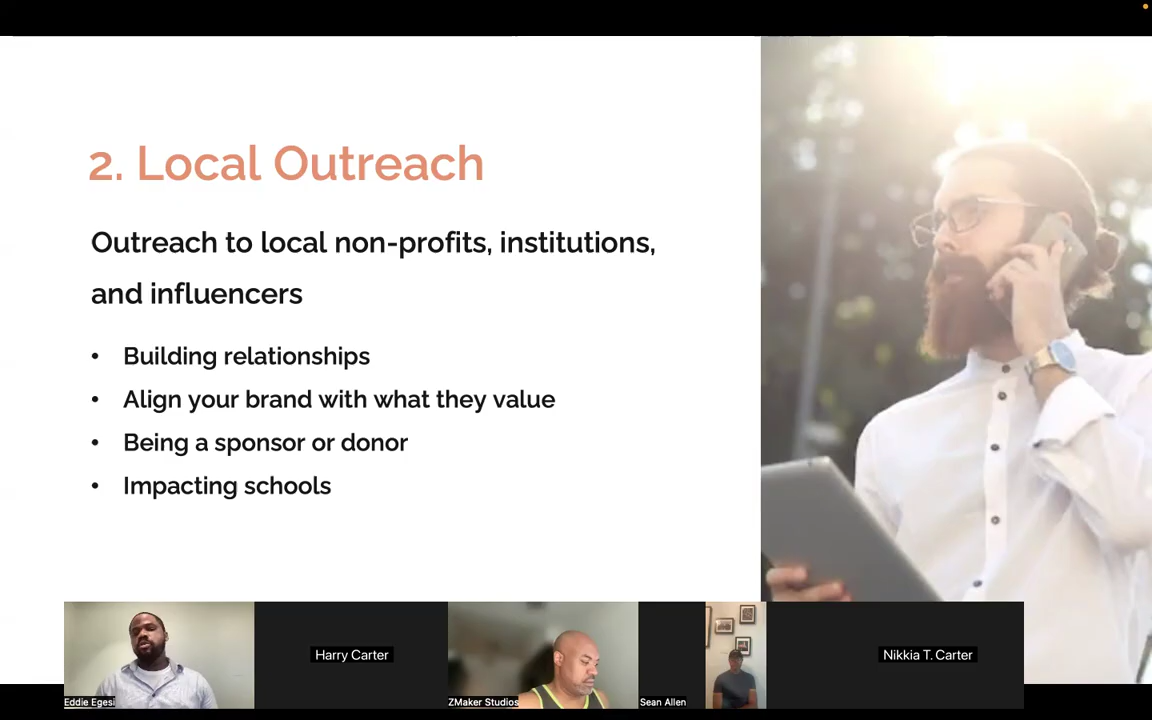 2. Local Outreach
Outreach to local non-profits, institutions,
and influencers
• Building relationships
• Align your brand with what they value
• Being a sponsor or donor
• Impacting schools
Eddie Egesi
Harry Carter
ZMaker Studios
Sean Allen
Nikkia T. Carter